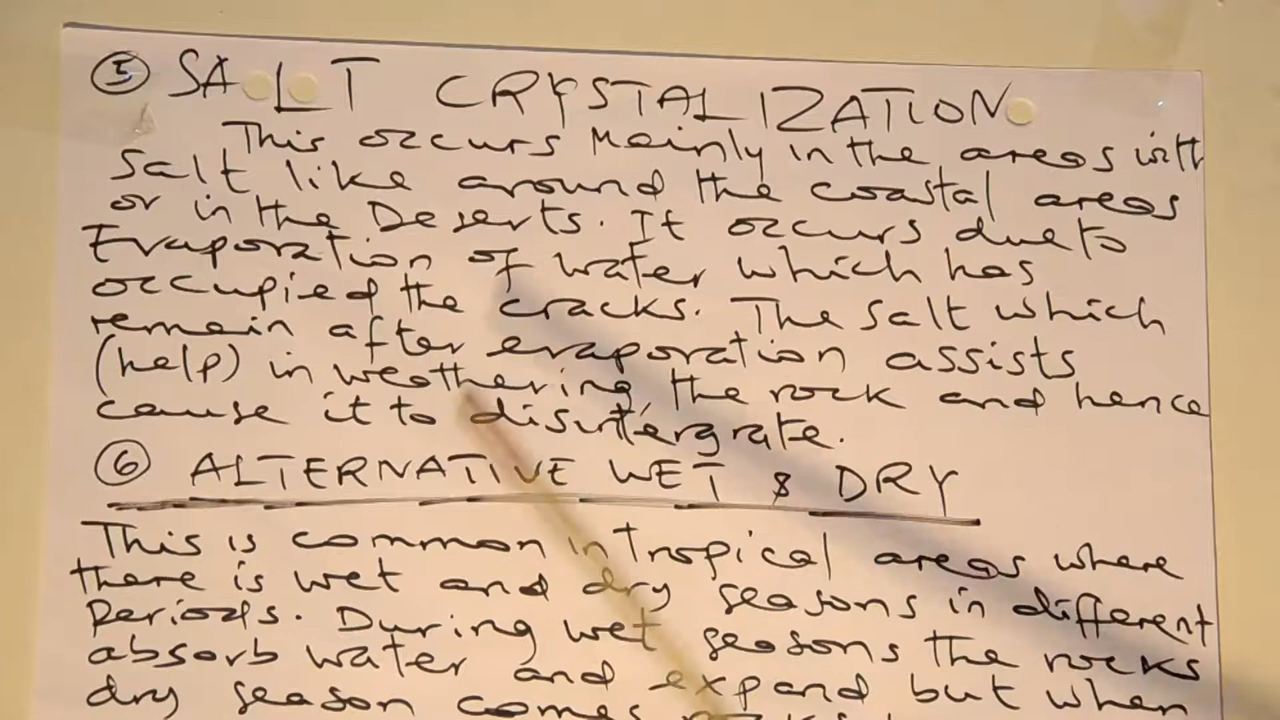 ⑤ SALT CRYSTALIZATION
This occurs Mainly in the areas with
Salt like around the coastal areas
or in the Deserts. It occurs due to
Evaporation of water which has
occupied the cracks. The salt which
remain after evaporation assists
(help) in weathering, the rock and hence
cause it to disintergrate.
⑥ ALTERNATIVE WET & DRY
This is common in Tropical areas where
there is wet and dry seasons in different
Periods. During wet seasons the rocks
absorb water and expand but when
dry season comes rocks